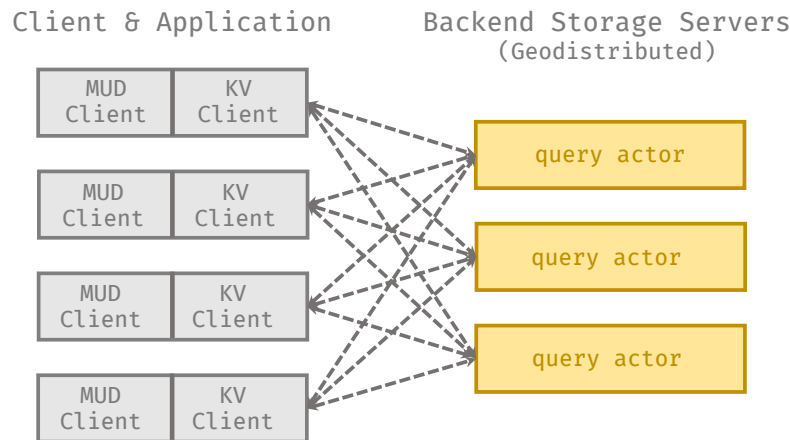 Client & Application
Backend Storage Servers
(Geodistributed)
MUD
Client
KV
Client
query actor
MUD
Client
KV
Client
query actor
MUD
Client
KV
Client
query actor
MUD
Client
KV
Client